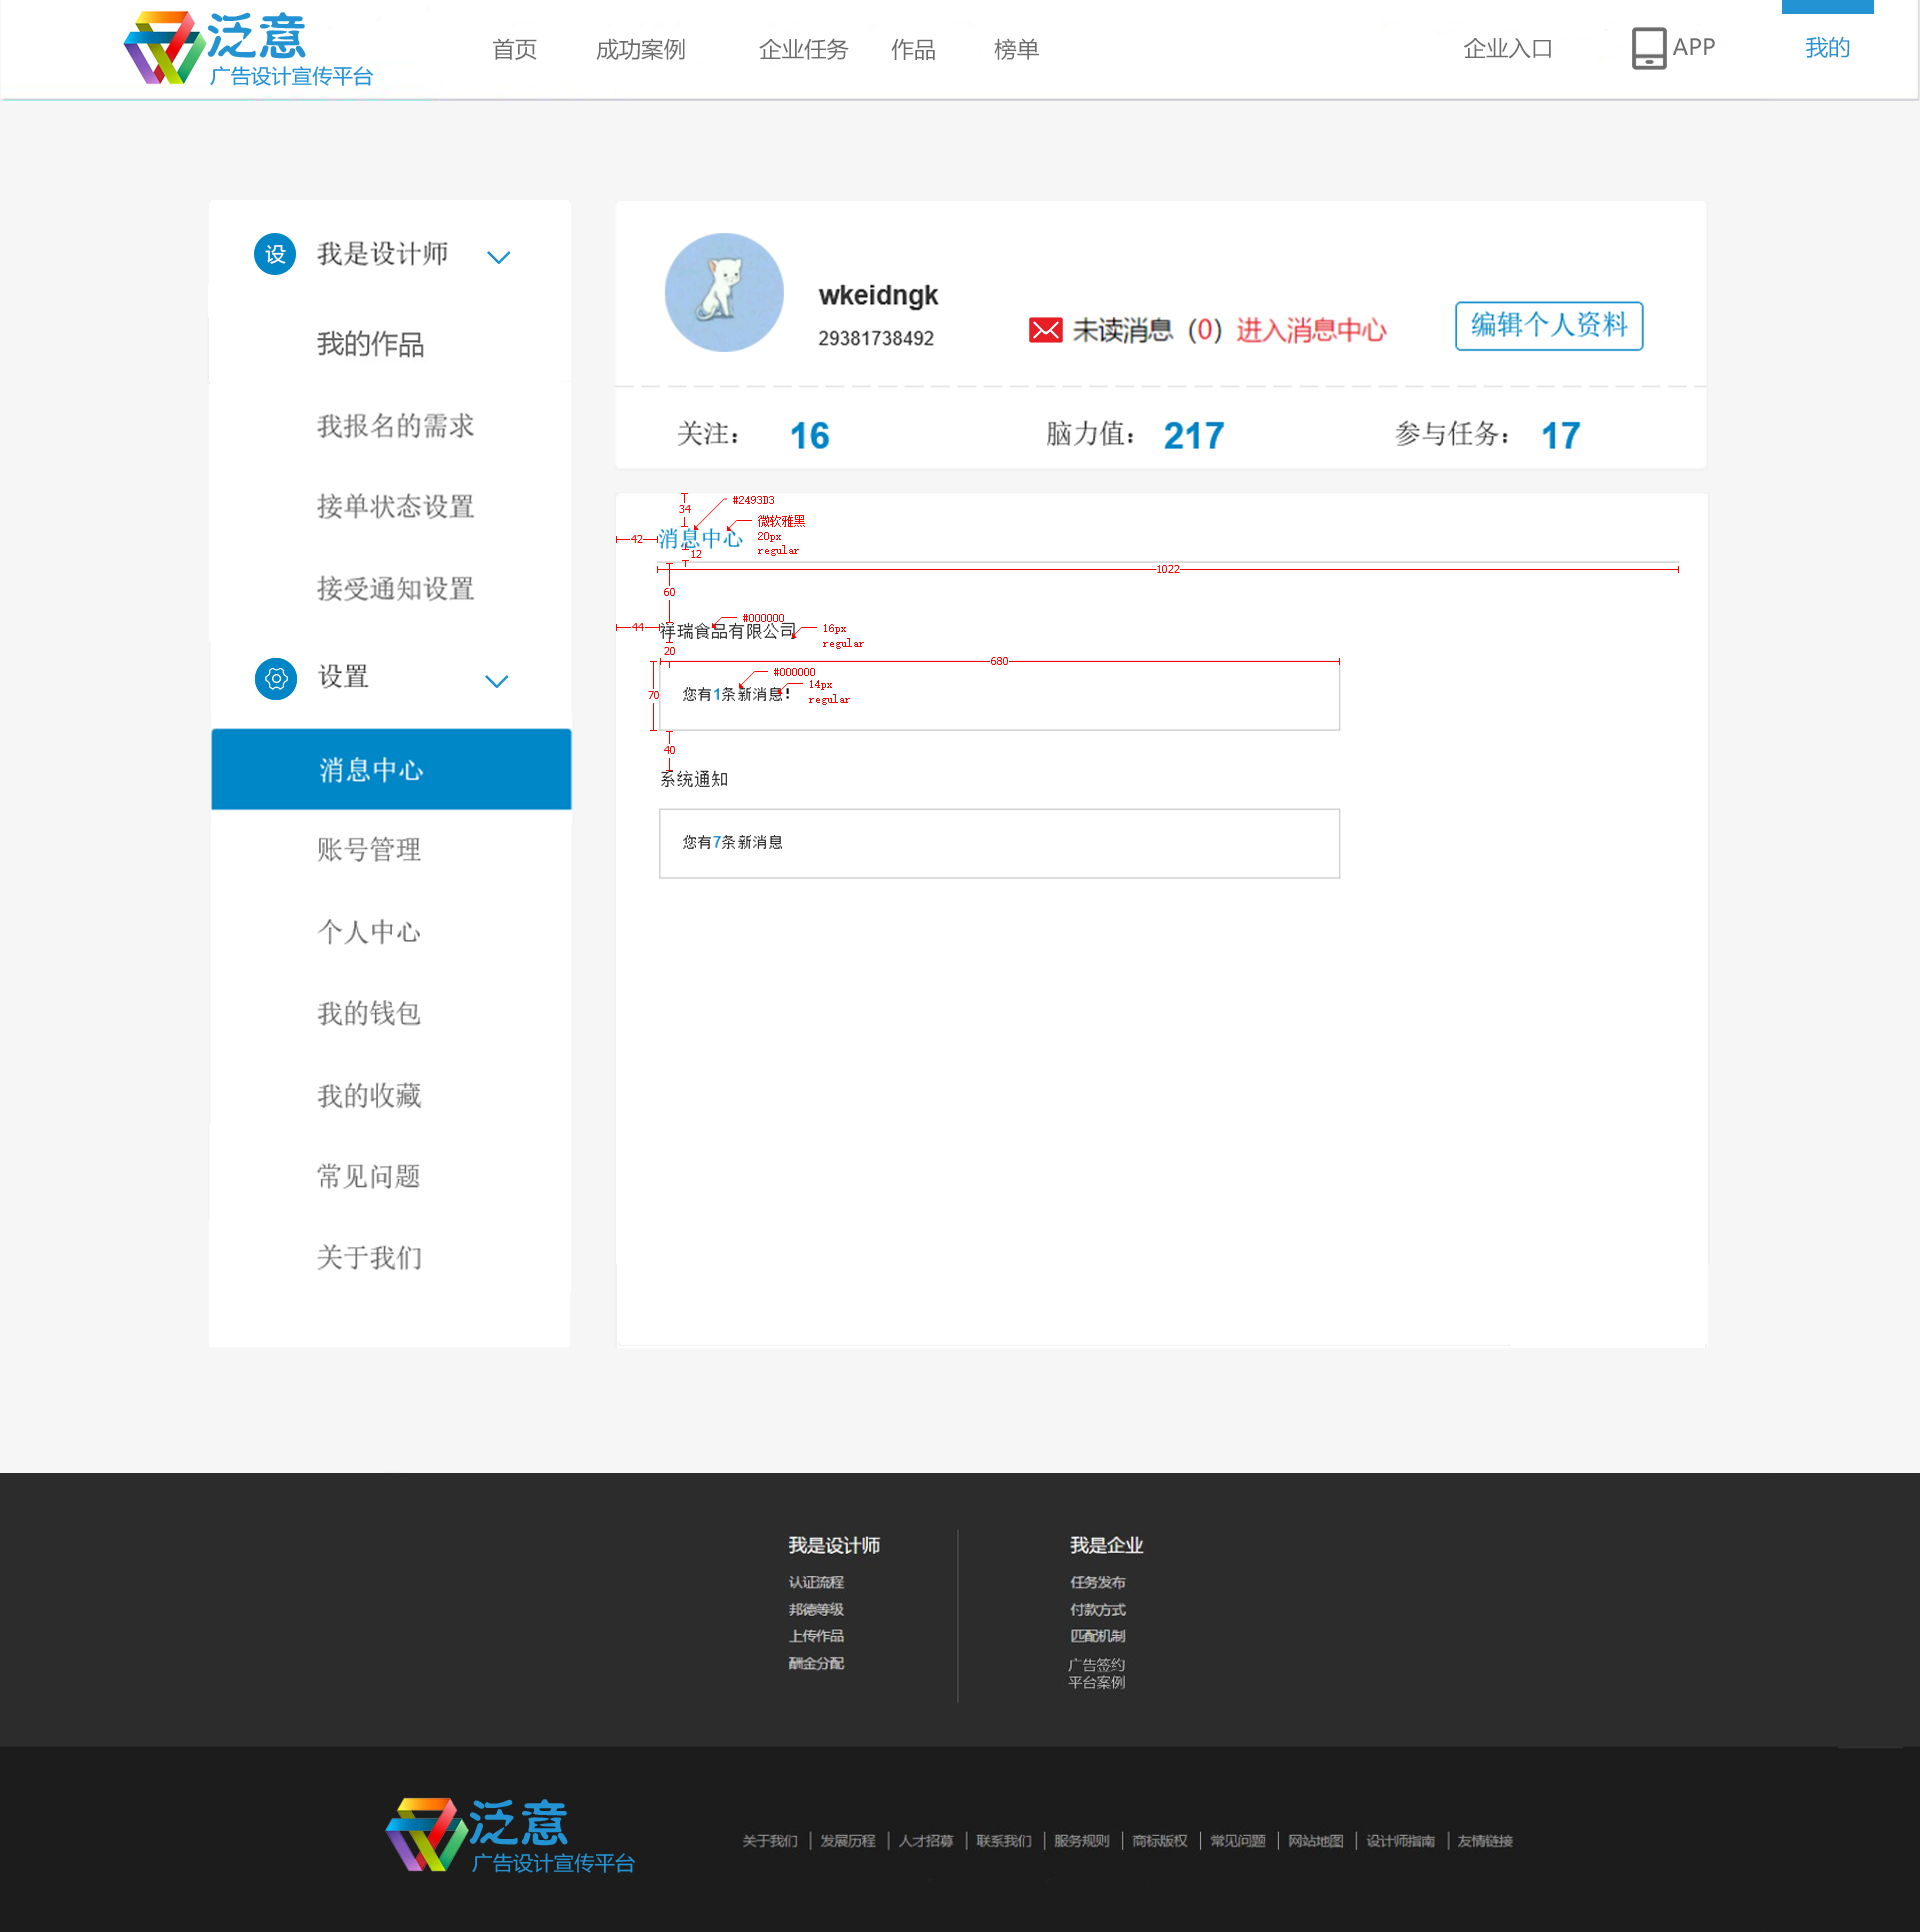 泛意
广告设计宣传平台
首页 成功案例 企业任务 作品 榜单 企业入口 APP 我的
设 我是设计师
我的作品
我报名的需求
接单状态设置
接受通知设置
设置
消息中心
账号管理
个人中心
我的钱包
我的收藏
常见问题
关于我们
wkeidngk
29381738492
未读消息（0）进入消息中心
编辑个人资料
关注： 16 脑力值： 217 参与任务： 17
34
#2493D3
微软雅黑
20px
regular
42
消息中心
12
1022
60
#000000
44
祥瑞食品有限公司
16px
regular
20
680
#000000
14px
regular
70
您有1条新消息！
40
系统通知
您有7条新消息
我是设计师
认证流程
邦德等级
上传作品
酬金分配
我是企业
任务发布
付款方式
匹配机制
广告签约
平台案例
泛意
广告设计宣传平台
关于我们 | 发展历程 | 人才招募 | 联系我们 | 服务规则 | 商标版权 | 常见问题 | 网站地图 | 设计师指南 | 友情链接